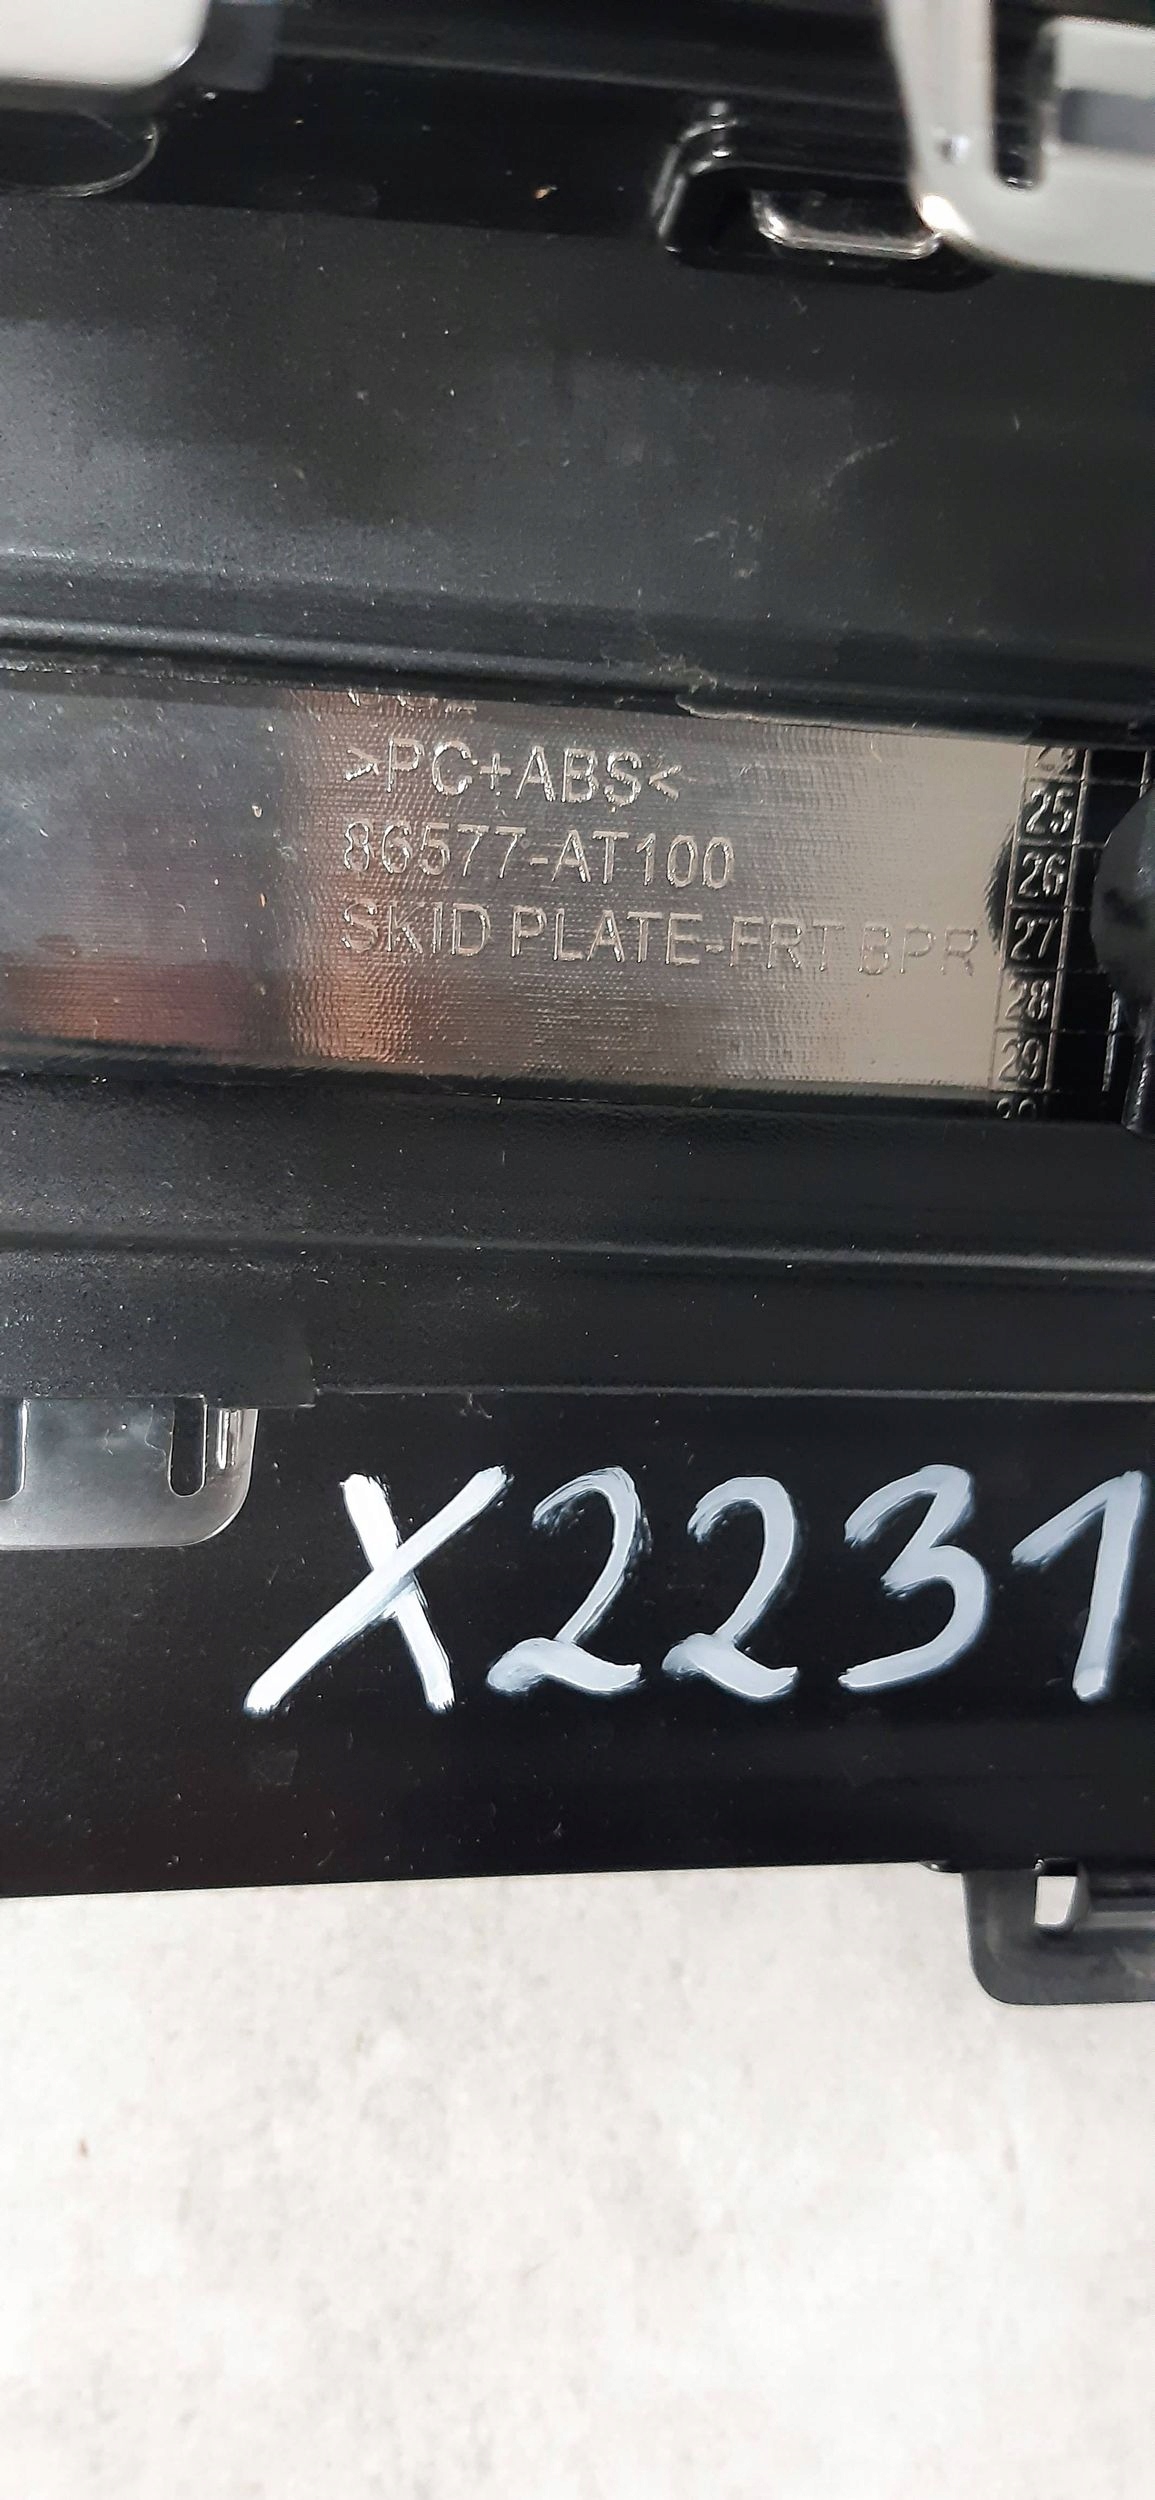 >PC+ABS<
86577-AT100
SKID PLATE-FRT BPR
25
26
27
28
29
X2231